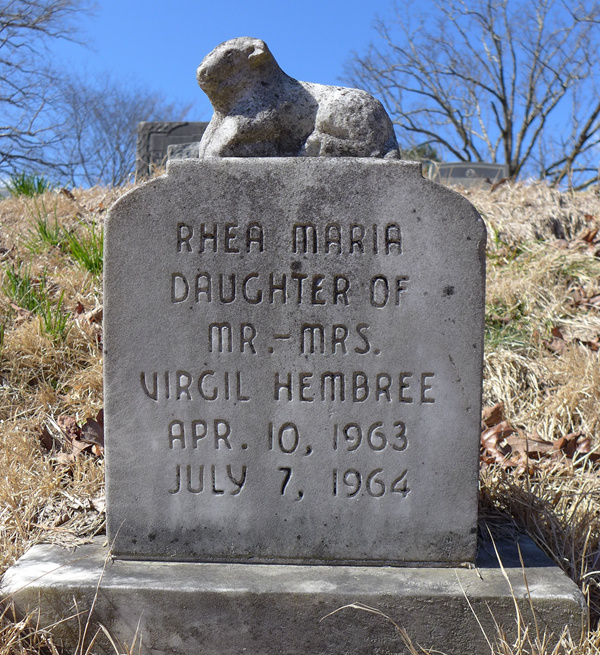 RHEA MARIA
DAUGHTER OF
MR.-MRS.
VIRGIL HEMBREE
APR. 10, 1963
JULY 7, 1964